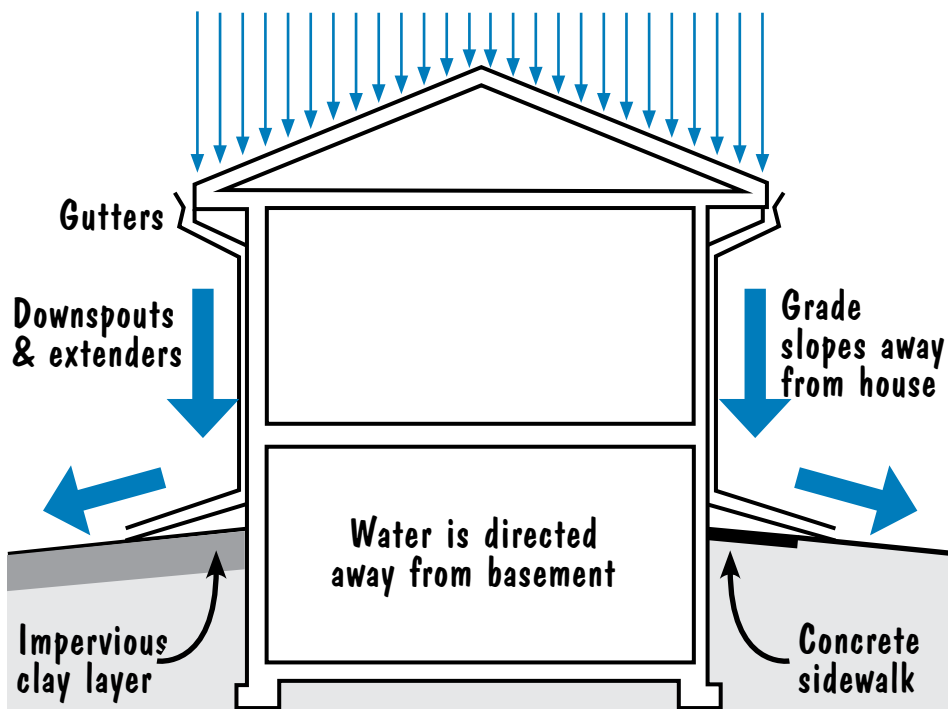 Gutters
Downspouts
& extenders
Grade
slopes away
from house
Water is directed
away from basement
Impervious
clay layer
Concrete
sidewalk